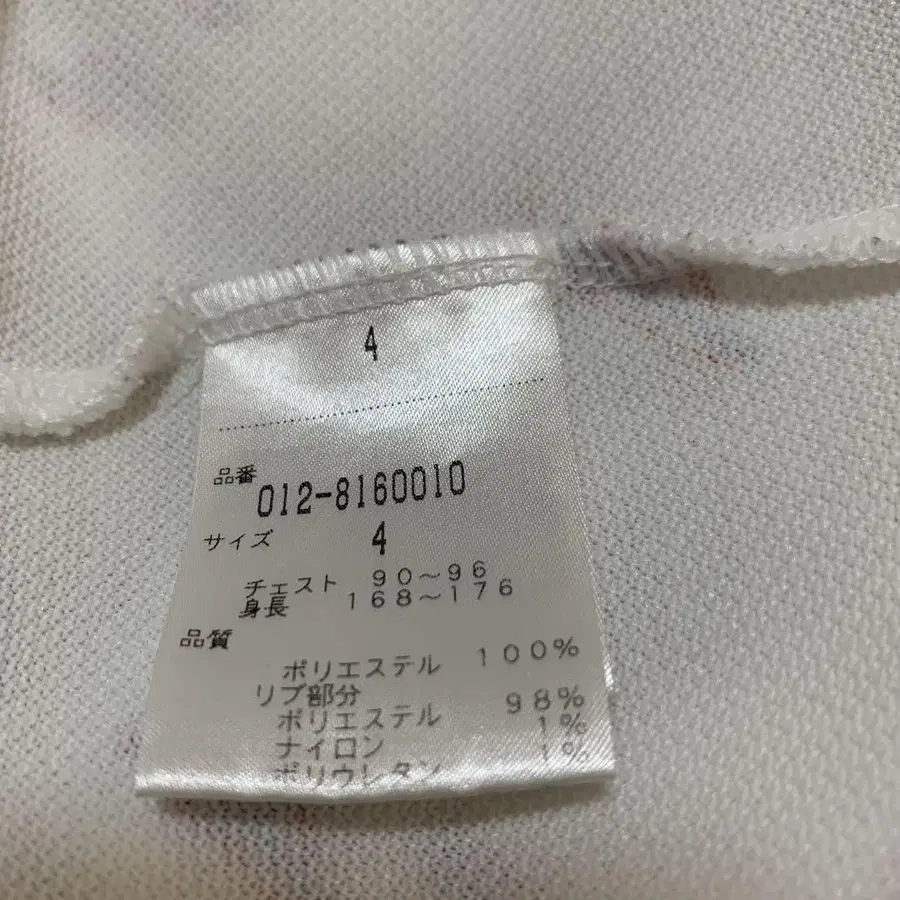 4
品番
012-8160010
サイズ 4
チェスト 90～96
身長 168～176
品質
ポリエステル 100%
リブ部分
ポリエステル 98%
ナイロン 1%
ポリウレタン 1%